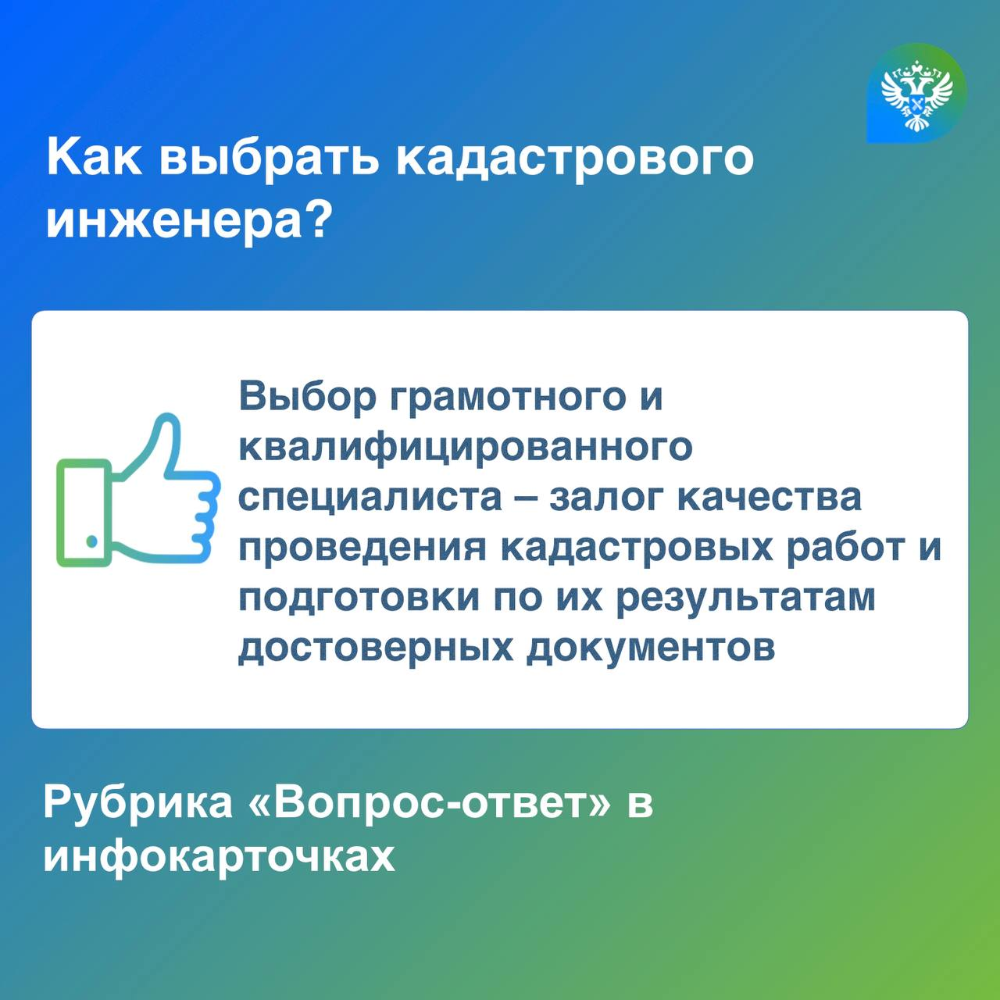 Как выбрать кадастрового
инженера?
Выбор грамотного и
квалифицированного
специалиста – залог качества
проведения кадастровых работ и
подготовки по их результатам
достоверных документов
Рубрика «Вопрос-ответ» в
инфокарточках